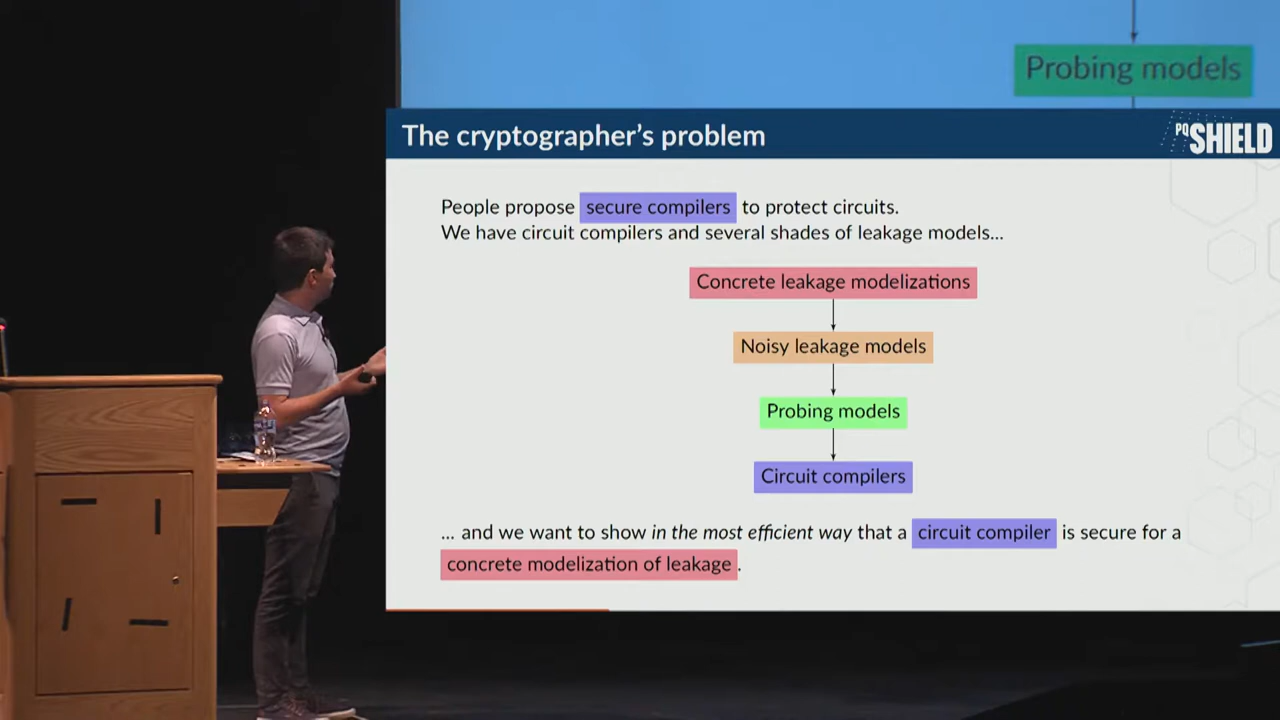 Probing models
The cryptographer's problem
PQSHIELD
People propose secure compilers to protect circuits.
We have circuit compilers and several shades of leakage models...
Concrete leakage modelizations
Noisy leakage models
Probing models
Circuit compilers
... and we want to show in the most efficient way that a circuit compiler is secure for a
concrete modelization of leakage.